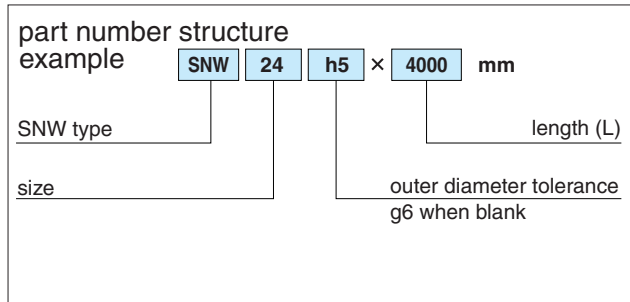 part number structure
example SNW 24 h5 × 4000 mm
SNW type length (L)
size outer diameter tolerance
g6 when blank